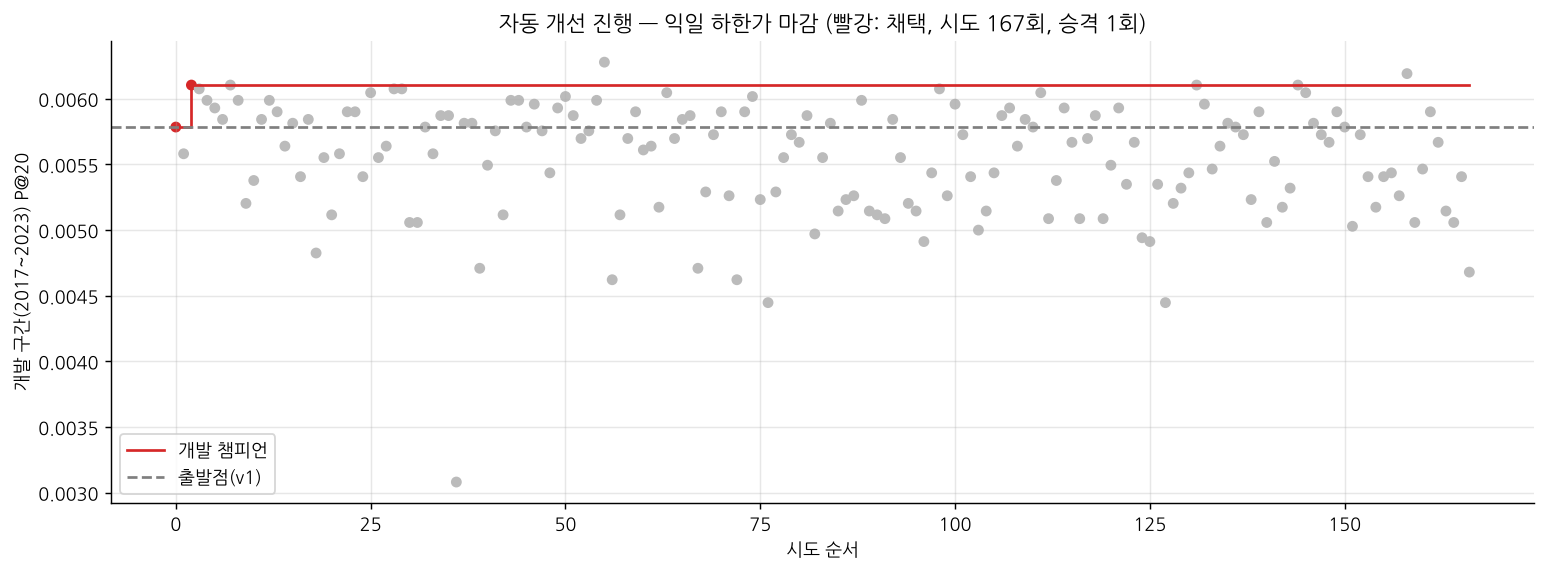 자동 개선 진행 — 익일 하한가 마감 (빨강: 채택, 시도 167회, 승격 1회)
개발 구간(2017~2023) P@20
0.0060
0.0055
0.0050
0.0045
0.0040
0.0035
0.0030
개발 챔피언
출발점(v1)
0 25 50 75 100 125 150
시도 순서